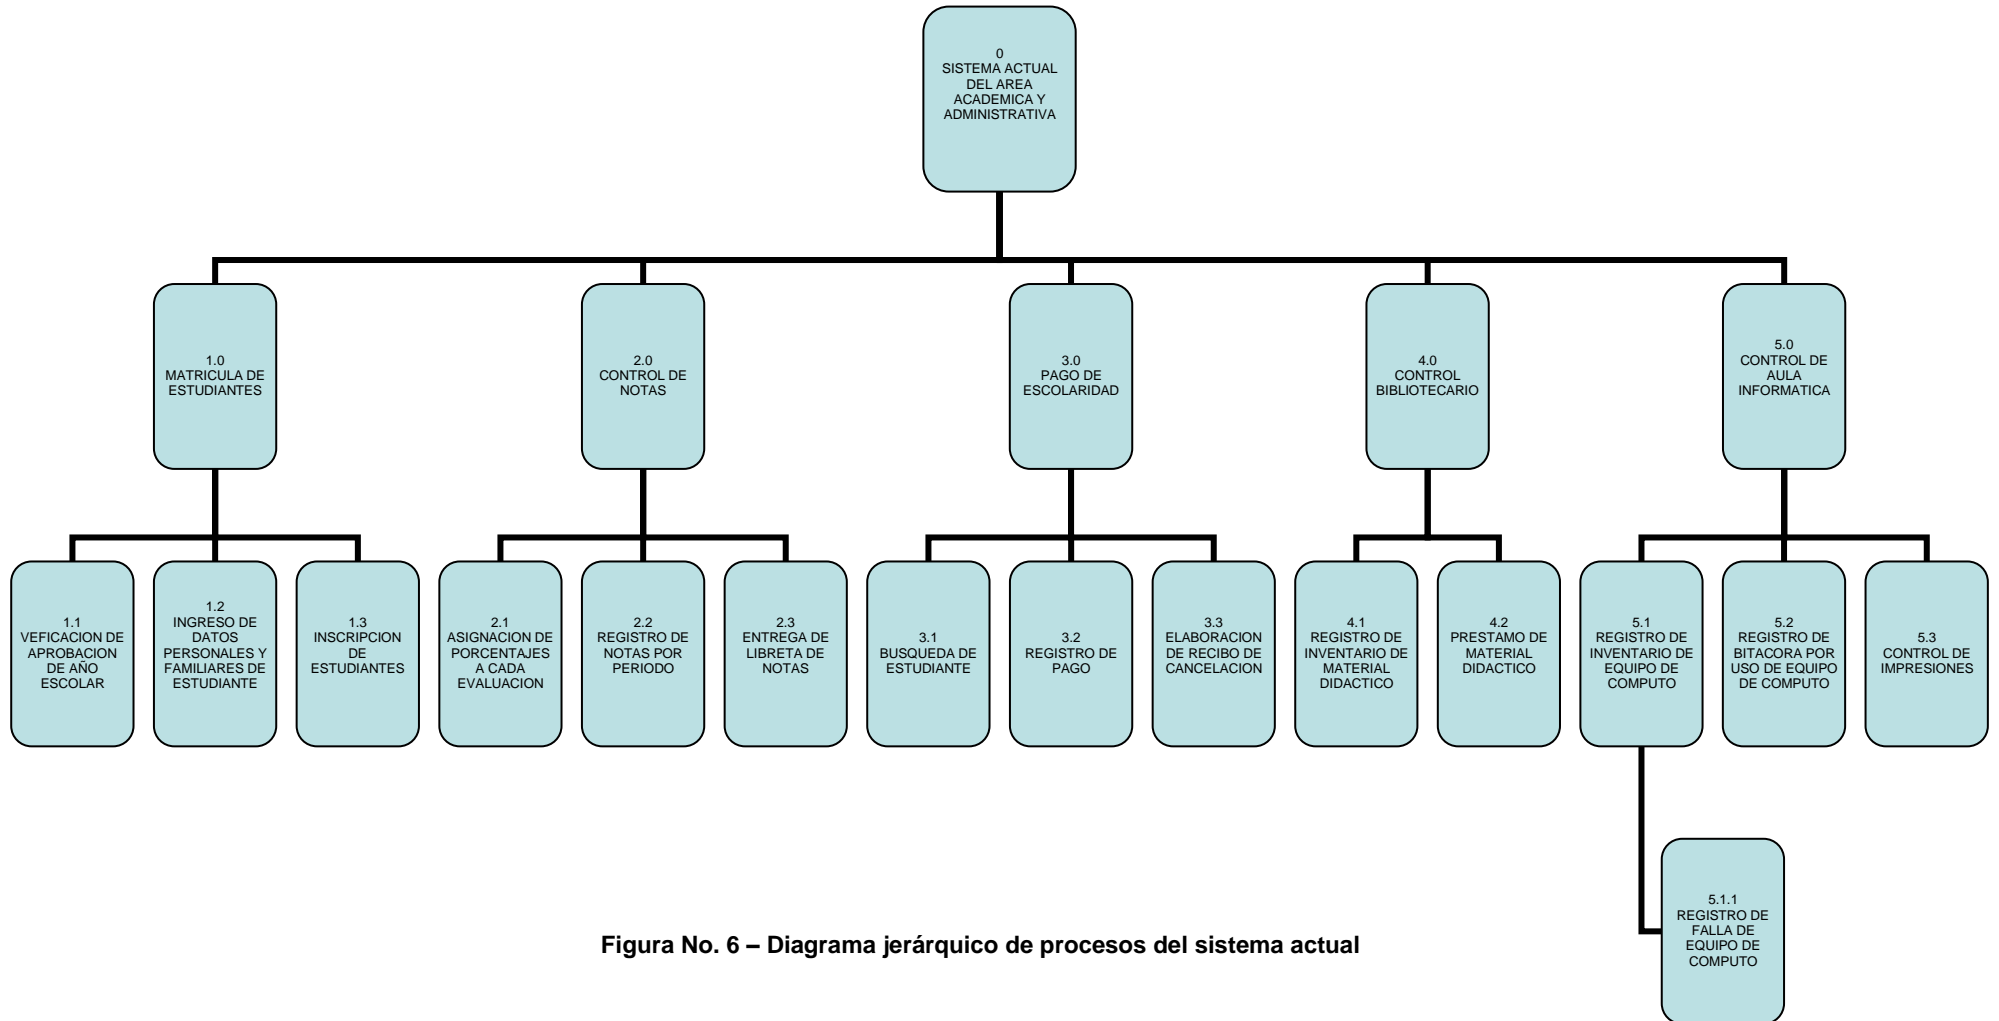 0
SISTEMA ACTUAL
DEL AREA
ACADEMICA Y
ADMINISTRATIVA
1.0
MATRICULA DE
ESTUDIANTES
2.0
CONTROL DE
NOTAS
3.0
PAGO DE
ESCOLARIDAD
4.0
CONTROL
BIBLIOTECARIO
5.0
CONTROL DE
AULA
INFORMATICA
1.1
VEFICACION DE
APROBACION
DE AÑO
ESCOLAR
1.2
INGRESO DE
DATOS
PERSONALES Y
FAMILIARES DE
ESTUDIANTE
1.3
INSCRIPCION
DE
ESTUDIANTES
2.1
ASIGNACION DE
PORCENTAJES
A CADA
EVALUACION
2.2
REGISTRO DE
NOTAS POR
PERIODO
2.3
ENTREGA DE
LIBRETA DE
NOTAS
3.1
BUSQUEDA DE
ESTUDIANTE
3.2
REGISTRO DE
PAGO
3.3
ELABORACION
DE RECIBO DE
CANCELACION
4.1
REGISTRO DE
INVENTARIO DE
MATERIAL
DIDACTICO
4.2
PRESTAMO DE
MATERIAL
DIDACTICO
5.1
REGISTRO DE
INVENTARIO DE
EQUIPO DE
COMPUTO
5.2
REGISTRO DE
BITACORA POR
USO DE EQUIPO
DE COMPUTO
5.3
CONTROL DE
IMPRESIONES
5.1.1
REGISTRO DE
FALLA DE
EQUIPO DE
COMPUTO
Figura No. 6 – Diagrama jerárquico de procesos del sistema actual